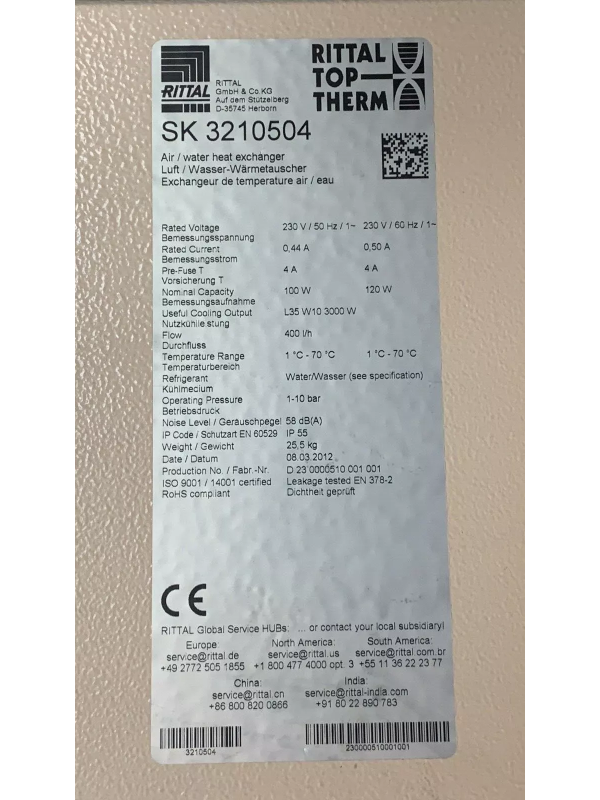 RITTAL
RITTAL
GmbH & Co.KG
Auf dem Stützelberg
D-35745 Herborn
RITTAL
TOP
THERM
SK 3210504
Air / water heat exchanger
Luft / Wasser-Wärmetauscher
Exchangeur de temperature air / eau
Rated Voltage 230 V / 50 Hz / 1~ 230 V / 60 Hz / 1~
Bemessungsspannung
Rated Current 0,44 A 0,50 A
Bemessungsstrom
Pre-Fuse T 4 A 4 A
Vorsicherung T
Nominal Capacity 100 W 120 W
Bemessungsaufnahme
Useful Cooling Output L35 W10 3000 W
Nutzkühlleistung
Flow 400 l/h
Durchfluss
Temperature Range 1 °C - 70 °C 1 °C - 70 °C
Temperaturbereich
Refrigerant Water/Wasser (see specification)
Kühlmecium
Operating Pressure 1-10 bar
Betriebsdruck
Noise Level / Geräuschpegel 58 dB(A)
IP Code / Schutzart EN 60529 IP 55
Weight / Gewicht 25,5 kg
Date / Datum 08.03.2012
Production No. / Fabr.-Nr. D 23 0000510 001 001
ISO 9001 / 14001 certified Leakage tested EN 378-2
RoHS compliant Dichtheit geprüft
CE
RITTAL Global Service HUBs: ... or contact your local subsidiary!
Europe: North America: South America:
service@rittal.de service@rittal.us service@rittal.com.br
+49 2772 505 1855 +1 800 477 4000 opt. 3 +55 11 36 22 23 77
China: India:
service@rittal.cn service@rittal-india.com
+86 800 820 0866 +91 80 22 890 783
3210504 230000510001001